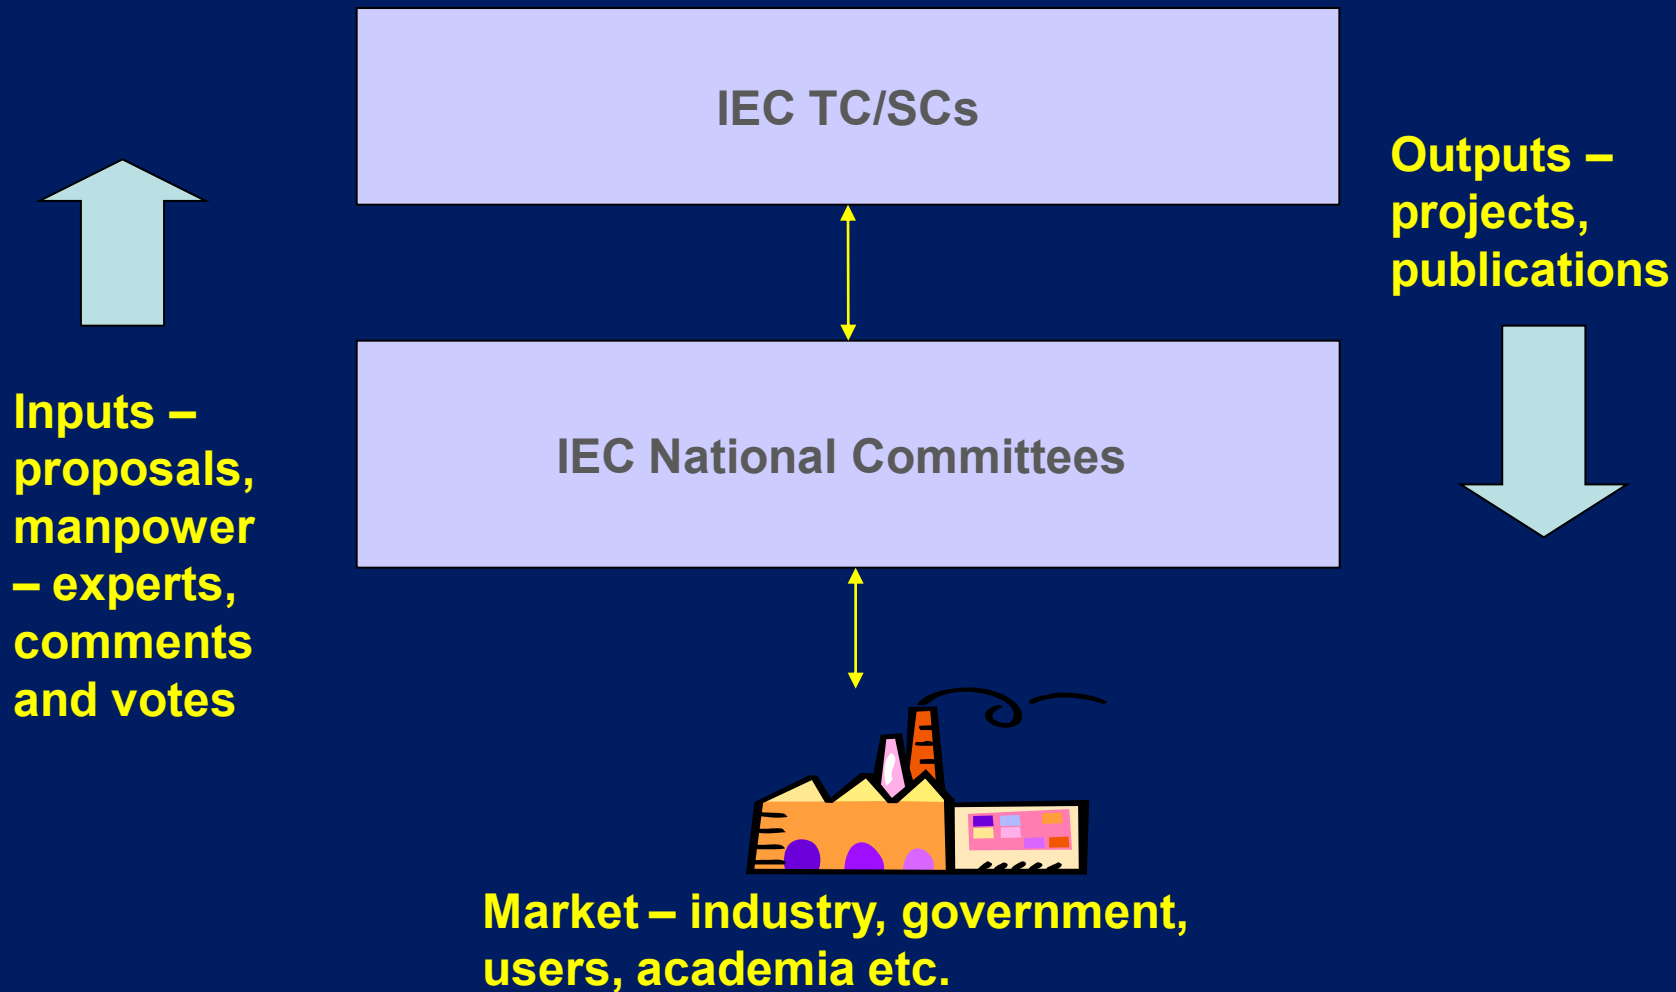 IEC TC/SCs
Outputs –
projects,
publications
Inputs –
proposals,
manpower
– experts,
comments
and votes
IEC National Committees
Market – industry, government,
users, academia etc.